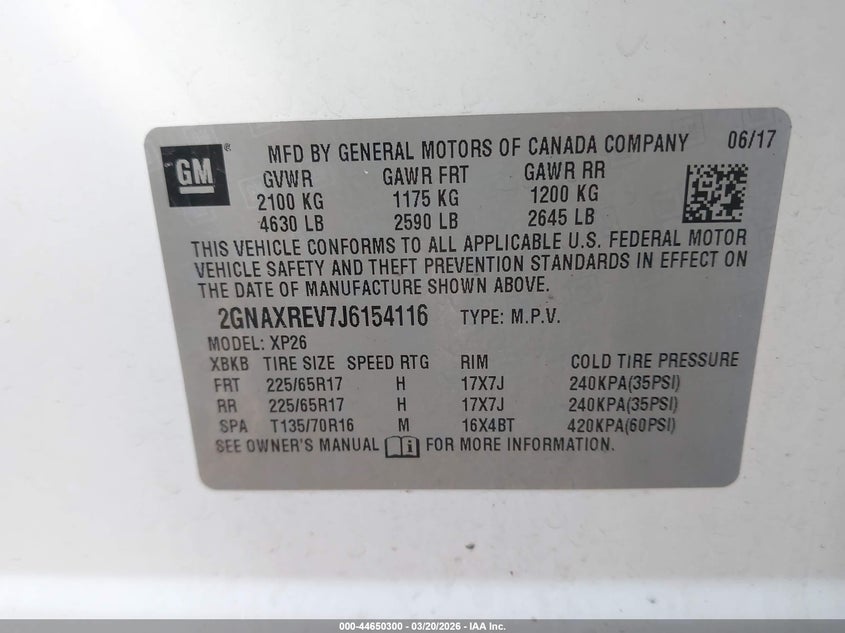 GM
®
MFD BY GENERAL MOTORS OF CANADA COMPANY 06/17
GVWR GAWR FRT GAWR RR
2100 KG 1175 KG 1200 KG
4630 LB 2590 LB 2645 LB
THIS VEHICLE CONFORMS TO ALL APPLICABLE U.S. FEDERAL MOTOR
VEHICLE SAFETY AND THEFT PREVENTION STANDARDS IN EFFECT ON
THE DATE OF MANUFACTURE SHOWN ABOVE.
2GNAXREV7J6154116 TYPE: M.P.V.
MODEL: XP26
XBKB TIRE SIZE SPEED RTG RIM COLD TIRE PRESSURE
FRT 225/65R17 H 17X7J 240KPA(35PSI)
RR 225/65R17 H 17X7J 240KPA(35PSI)
SPA T135/70R16 M 16X4BT 420KPA(60PSI)
SEE OWNER'S MANUAL FOR MORE INFORMATION.
000-44650300 - 03/20/2026 - IAA Inc.